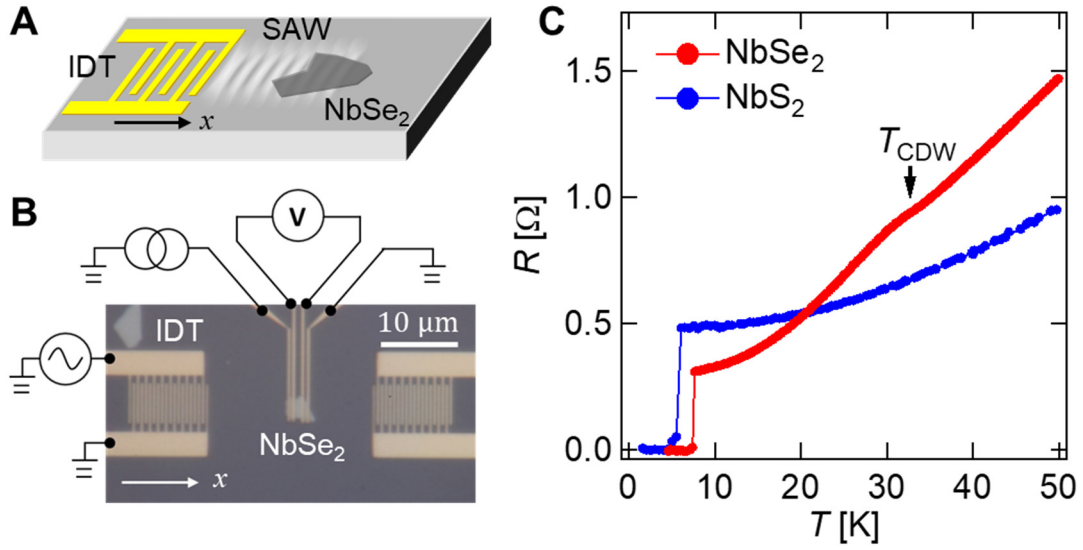 A
SAW
IDT
NbSe₂
x
B
V
IDT
10 μm
NbSe₂
x
C
NbSe₂
NbS₂
T_CDW
R [Ω]
1.5
1.0
0.5
0.0
0 10 20 30 40 50
T [K]